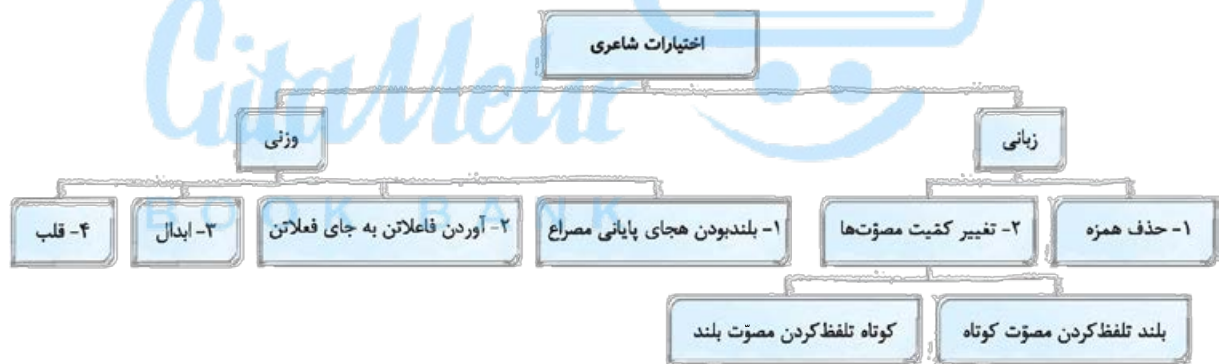 اختیارات شاعری
زبانی
وزنی
۱- حذف همزه
۲- تغییر کمّیت مصوّت‌ها
۱- بلندبودن هجای پایانی مصراع
۲- آوردن فاعلاتن به جای فعلاتن
۳- ابدال
۴- قلب
بلند تلفظ‌کردن مصوّت کوتاه
کوتاه تلفظ‌کردن مصوّت بلند
GitaMehr
BOOK BANK